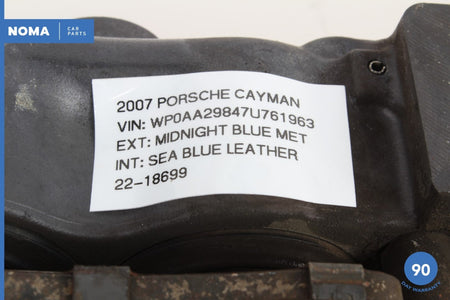 NOMA CAR
PARTS
2007 PORSCHE CAYMAN
VIN: WP0AA29847U761963
EXT: MIDNIGHT BLUE MET
INT: SEA BLUE LEATHER
22-18699
90
DAY WARRANTY